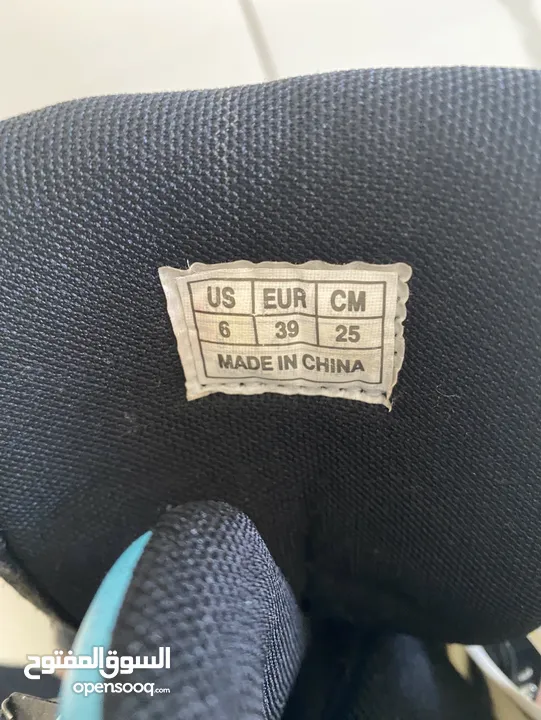 US EUR CM
6 39 25
MADE IN CHINA
السوق المفتوح
opensooq.com